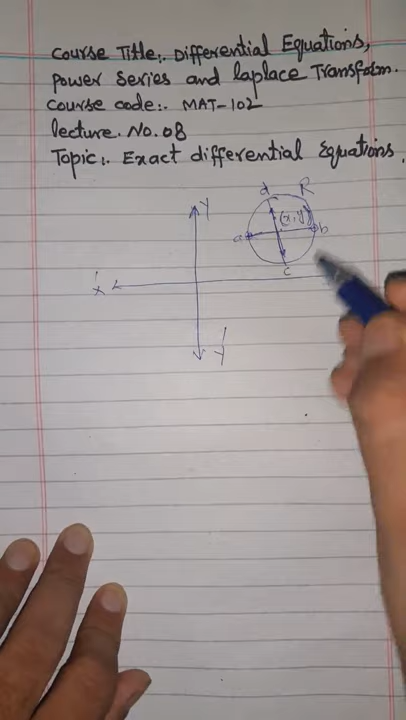 Course Title:. Differential Equations,
power Series and laplace Transform.
Course code:. MAT-102
lecture. No. 08
Topic:. Exact differential Equations.
d R
Y
(x,y)
a b
c
x'
y'